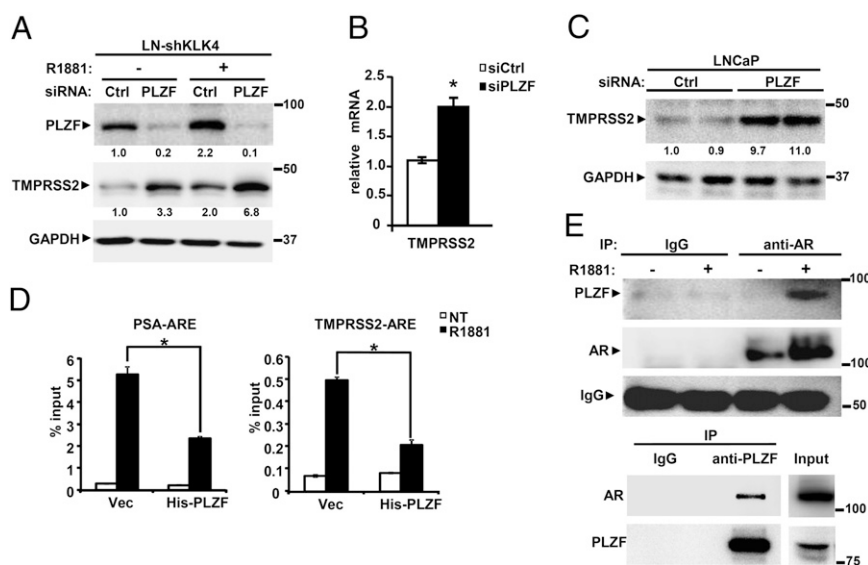 A
LN-shKLK4
R1881: - +
siRNA: Ctrl PLZF Ctrl PLZF
100
PLZF
1.0 0.2 2.2 0.1
50
TMPRSS2
1.0 3.3 2.0 6.8
GAPDH
37
B
siCtrl
siPLZF
relative mRNA
2.5
2.0
1.5
1.0
0.5
0
*
TMPRSS2
C
LNCaP
siRNA: Ctrl PLZF
50
TMPRSS2
1.0 0.9 9.7 11.0
GAPDH
37
D
NT
R1881
PSA-ARE
% input
6
5
4
3
2
1
0
*
Vec His-PLZF
TMPRSS2-ARE
% input
0.6
0.5
0.4
0.3
0.2
0.1
0
*
Vec His-PLZF
E
IP: IgG anti-AR
R1881: - + - +
100
PLZF
AR
100
IgG
50
IP
IgG anti-PLZF Input
AR
100
PLZF
75